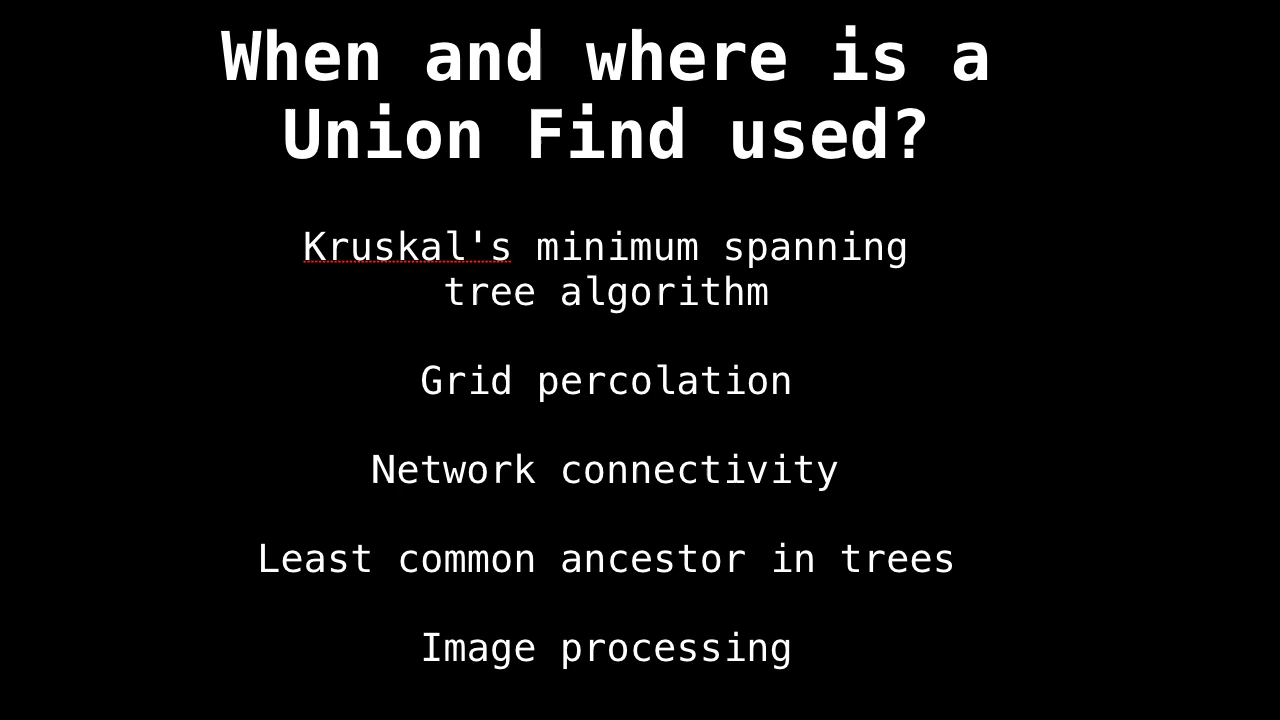 When and where is a
Union Find used?
Kruskal's minimum spanning
tree algorithm
Grid percolation
Network connectivity
Least common ancestor in trees
Image processing